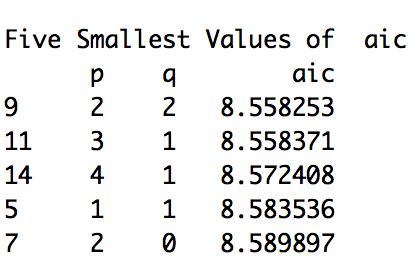 Five Smallest Values of  aic
      p    q        aic
9     2    2   8.558253
11    3    1   8.558371
14    4    1   8.572408
5     1    1   8.583536
7     2    0   8.589897